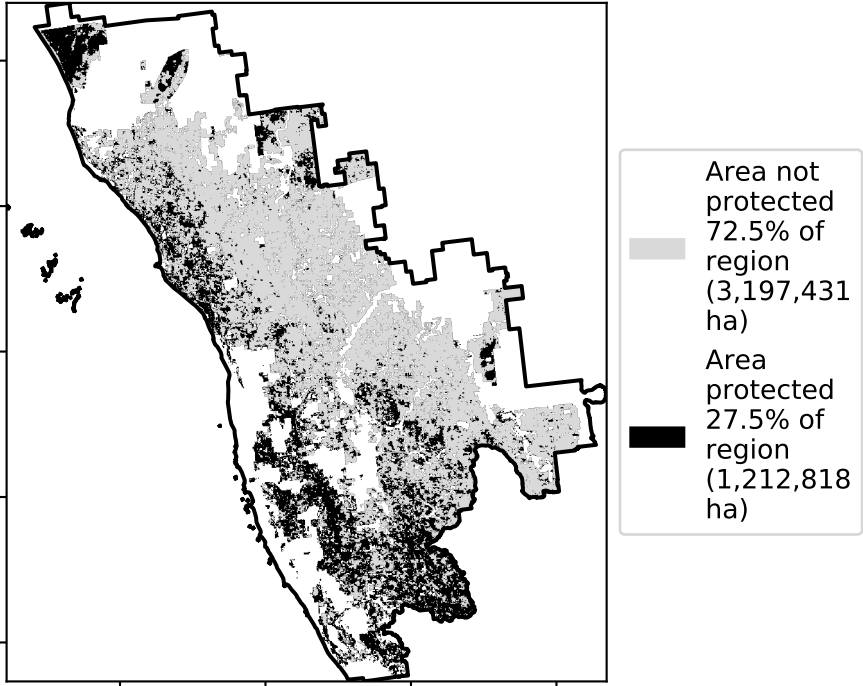 Area not
protected
72.5% of
region
(3,197,431
ha)
Area
protected
27.5% of
region
(1,212,818
ha)